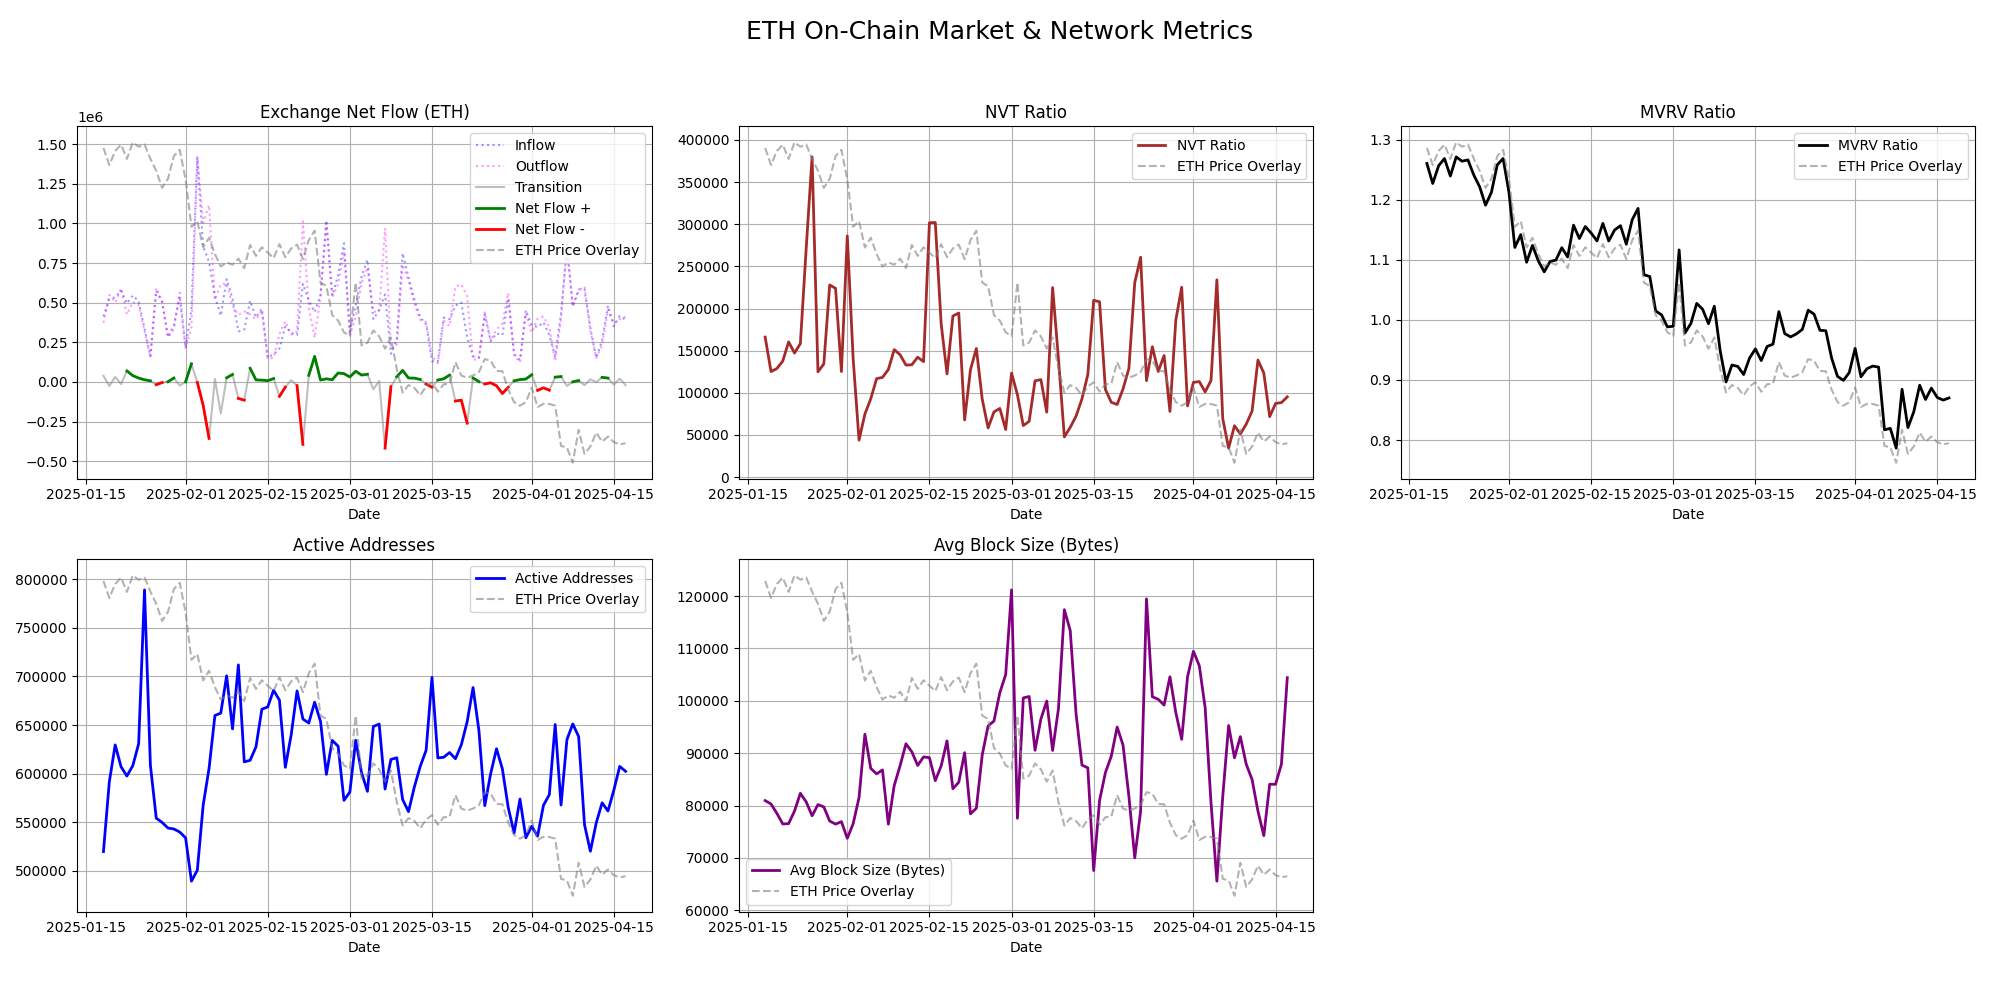 ETH On-Chain Market & Network Metrics
Exchange Net Flow (ETH)
1e6
1.50
1.25
1.00
0.75
0.50
0.25
0.00
−0.25
−0.50
Inflow
Outflow
Transition
Net Flow +
Net Flow -
ETH Price Overlay
2025-01-15 2025-02-01 2025-02-15 2025-03-01 2025-03-15 2025-04-01 2025-04-15
Date
NVT Ratio
400000
350000
300000
250000
200000
150000
100000
50000
0
NVT Ratio
ETH Price Overlay
2025-01-15 2025-02-01 2025-02-15 2025-03-01 2025-03-15 2025-04-01 2025-04-15
Date
MVRV Ratio
1.3
1.2
1.1
1.0
0.9
0.8
MVRV Ratio
ETH Price Overlay
2025-01-15 2025-02-01 2025-02-15 2025-03-01 2025-03-15 2025-04-01 2025-04-15
Date
Active Addresses
800000
750000
700000
650000
600000
550000
500000
Active Addresses
ETH Price Overlay
2025-01-15 2025-02-01 2025-02-15 2025-03-01 2025-03-15 2025-04-01 2025-04-15
Date
Avg Block Size (Bytes)
120000
110000
100000
90000
80000
70000
60000
Avg Block Size (Bytes)
ETH Price Overlay
2025-01-15 2025-02-01 2025-02-15 2025-03-01 2025-03-15 2025-04-01 2025-04-15
Date